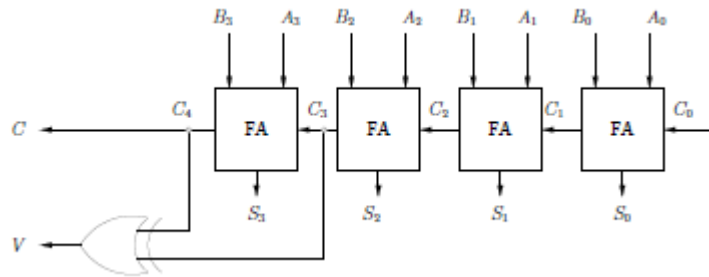 B₃ A₃ B₂ A₂ B₁ A₁ B₀ A₀
C C₄ FA C₃ FA C₂ FA C₁ FA C₀
S₃ S₂ S₁ S₀
V